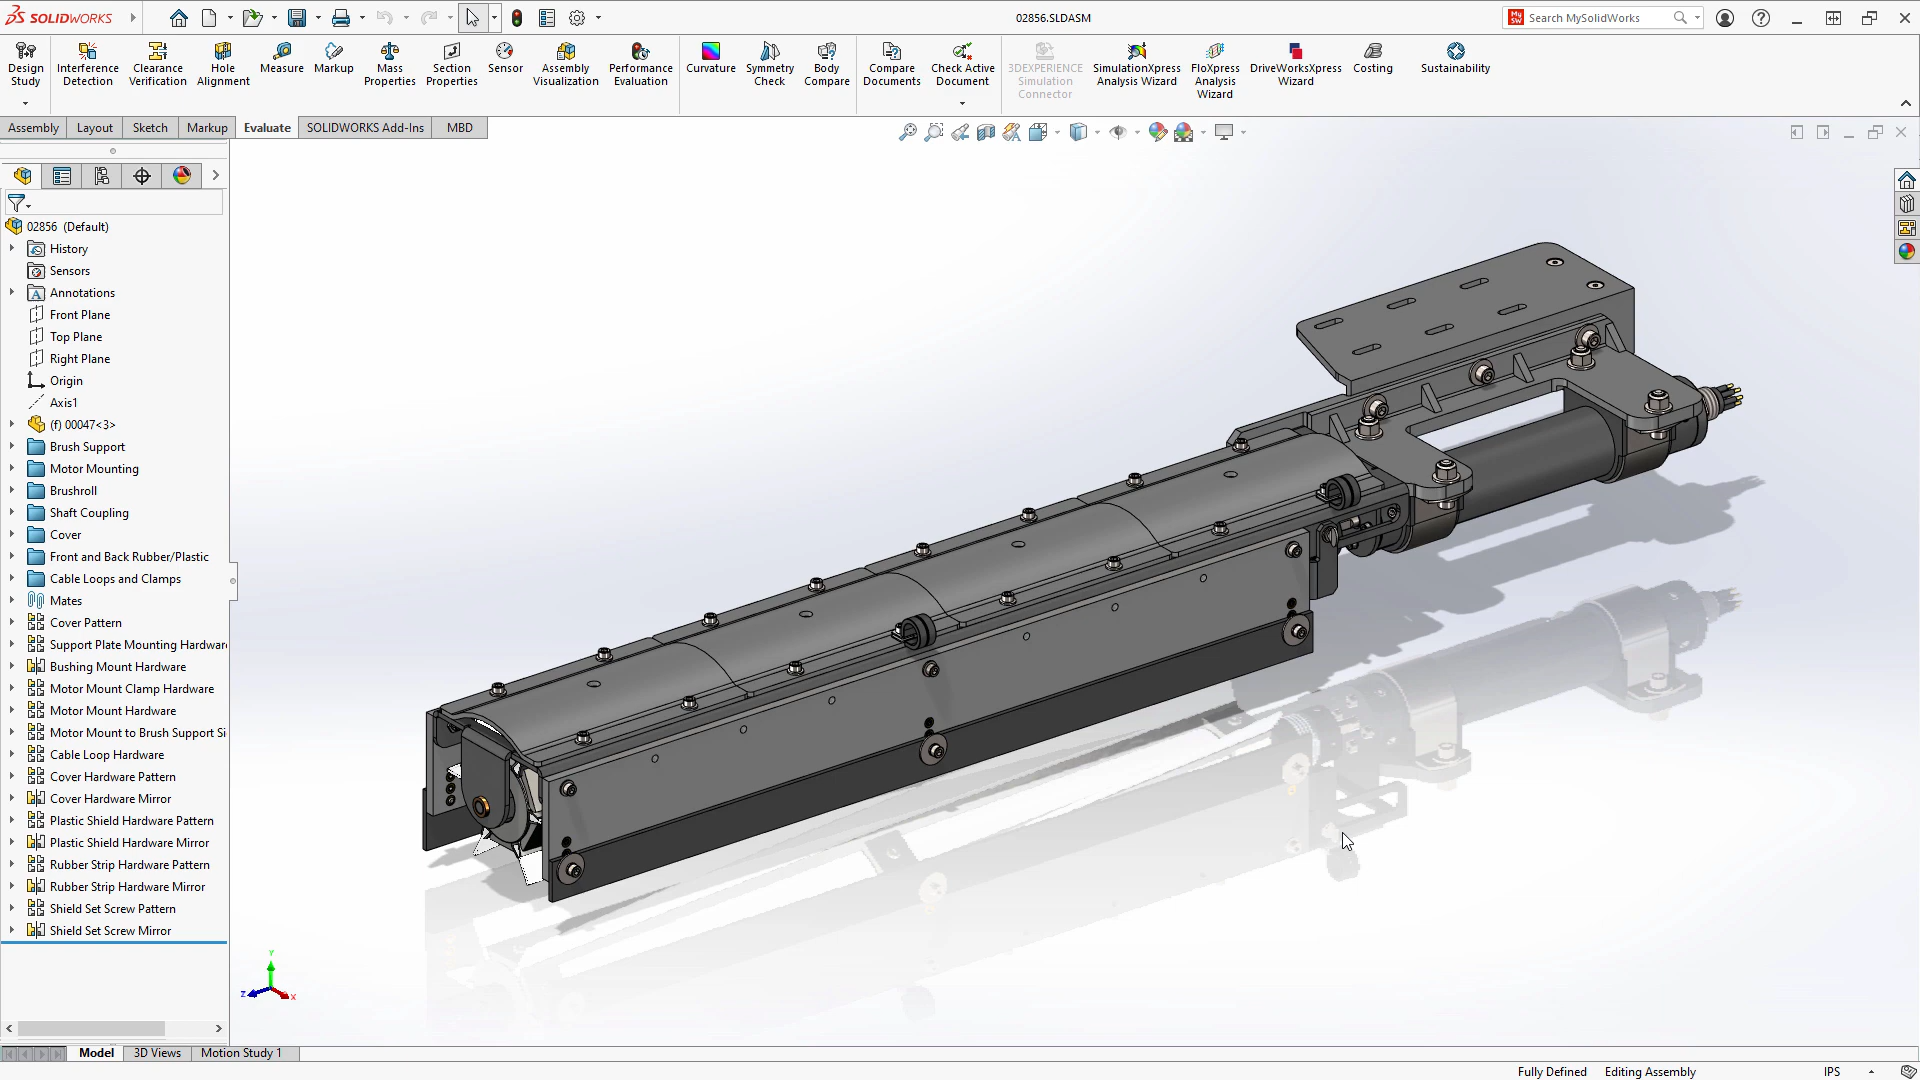 SOLIDWORKS
02856.SLDASM
Search MySolidWorks
Design Study
Interference Detection
Clearance Verification
Hole Alignment
Measure
Markup
Mass Properties
Section Properties
Sensor
Assembly Visualization
Performance Evaluation
Curvature
Symmetry Check
Body Compare
Compare Documents
Check Active Document
3DEXPERIENCE Simulation Connector
SimulationXpress Analysis Wizard
FloXpress Analysis Wizard
DriveWorksXpress Wizard
Costing
Sustainability
Assembly Layout Sketch Markup Evaluate SOLIDWORKS Add-Ins MBD
02856 (Default)
History
Sensors
Annotations
Front Plane
Top Plane
Right Plane
Origin
Axis1
(f) 00047<3>
Brush Support
Motor Mounting
Brushroll
Shaft Coupling
Cover
Front and Back Rubber/Plastic
Cable Loops and Clamps
Mates
Cover Pattern
Support Plate Mounting Hardwar
Bushing Mount Hardware
Motor Mount Clamp Hardware
Motor Mount Hardware
Motor Mount to Brush Support Si
Cable Loop Hardware
Cover Hardware Pattern
Cover Hardware Mirror
Plastic Shield Hardware Pattern
Plastic Shield Hardware Mirror
Rubber Strip Hardware Pattern
Rubber Strip Hardware Mirror
Shield Set Screw Pattern
Shield Set Screw Mirror
Y
Z
X
Model 3D Views Motion Study 1
Fully Defined Editing Assembly IPS